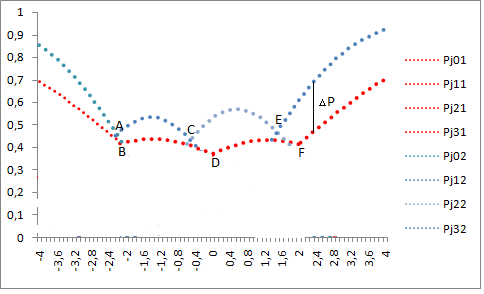 1
0,9
0,8
0,7
0,6
0,5
0,4
0,3
0,2
0,1
0
A
B
C
D
E
F
ΔP
-4
-3,6
-3,2
-2,8
-2,4
-2
-1,6
-1,2
-0,8
-0,4
0
0,4
0,8
1,2
1,6
2
2,4
2,8
3,2
3,6
4
Pj01
Pj11
Pj21
Pj31
Pj02
Pj12
Pj22
Pj32